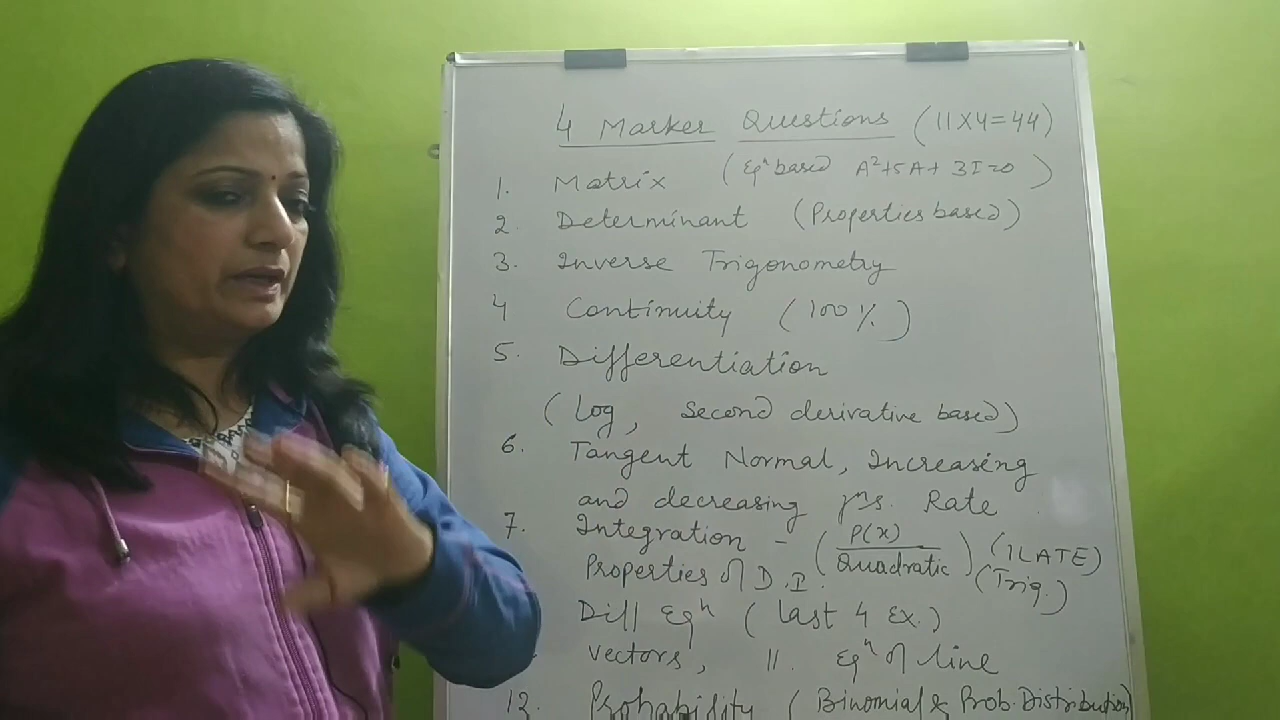 4 Marker Questions (11X4=44)
1. Matrix (Eqn based A²+5A+ 3I=0)
2. Determinant (Properties based)
3. Inverse Trigonometry
4 Continuity (100%)
5. Differentiation
(Log, Second derivative based)
6. Tangent Normal, Increasing
and decreasing fns. Rate
7. Integration - (P(x)/Quadratic) (ILATE)
Properties of D.I. (Trig.)
Diff Eqn (last 4 Ex.)
Vectors, 11. Eqn of line
12. Probability (Binomial & Prob. Distribution)